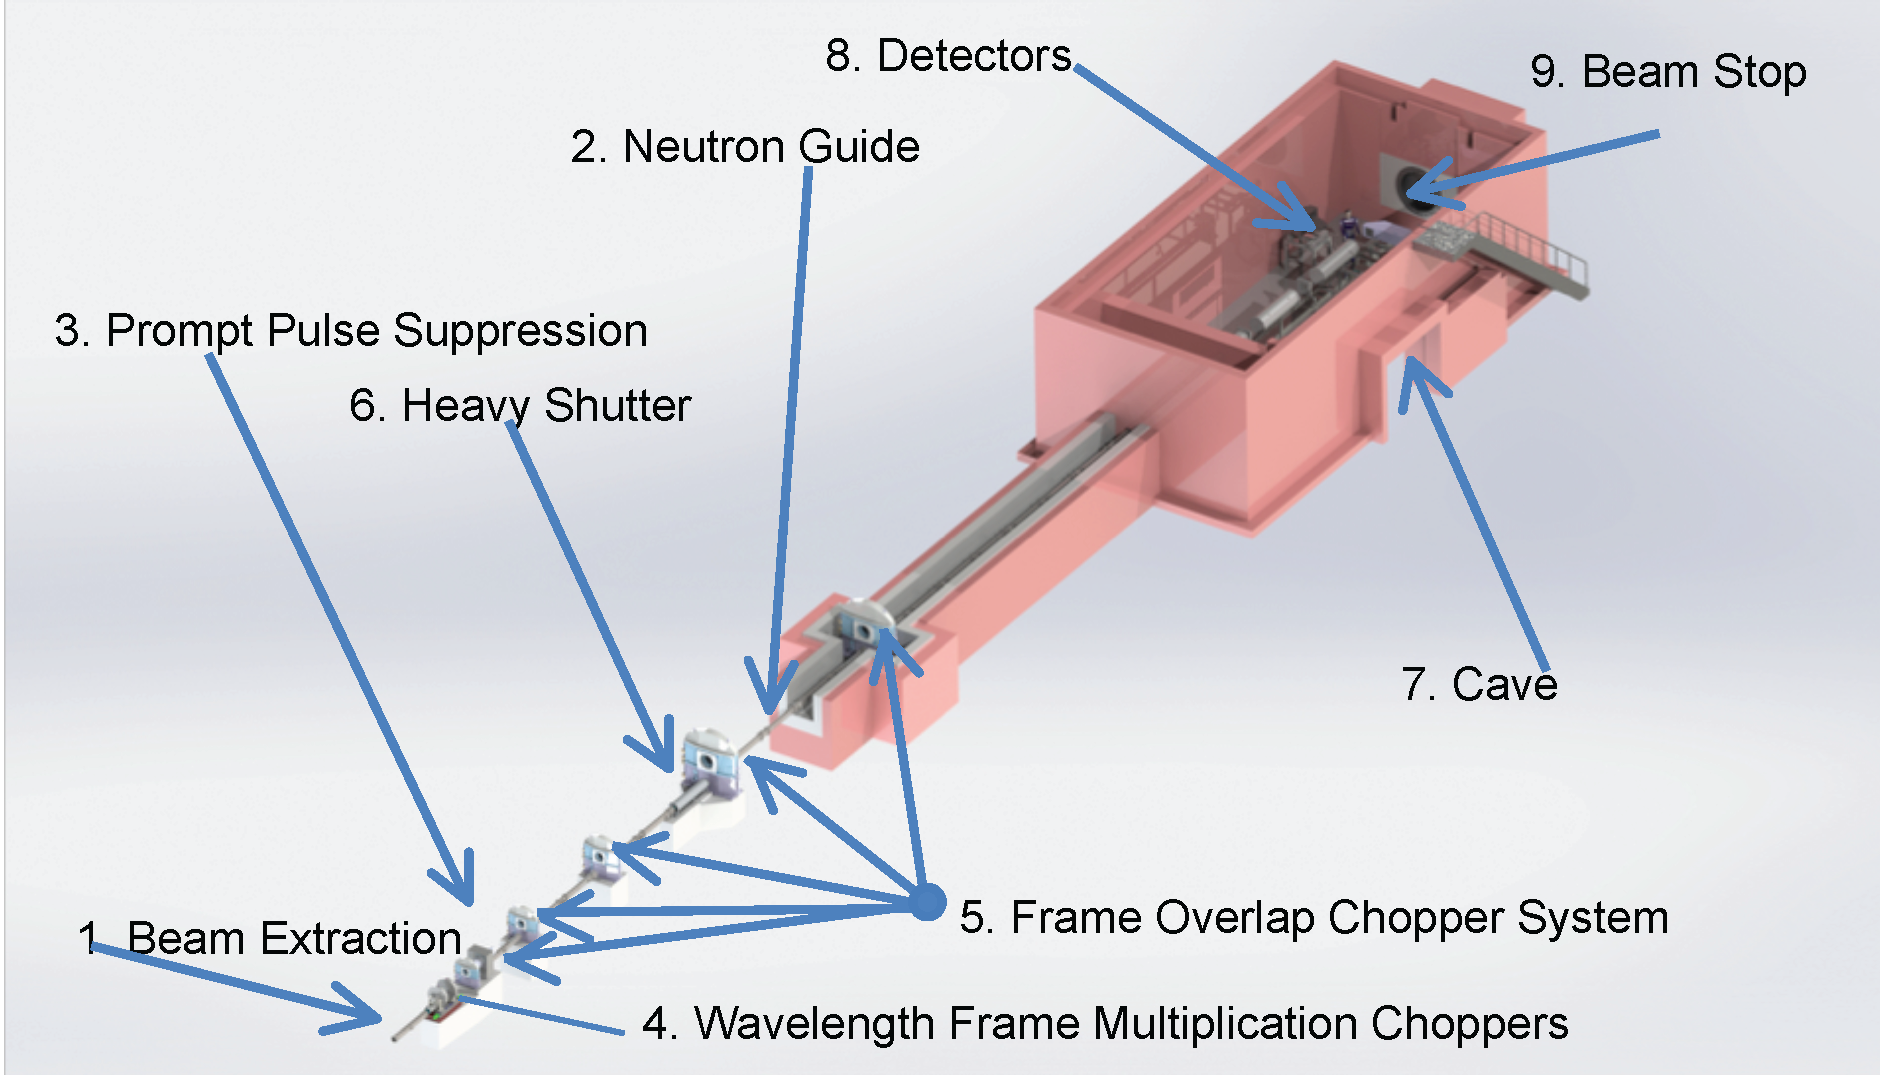 8. Detectors
9. Beam Stop
2. Neutron Guide
3. Prompt Pulse Suppression
6. Heavy Shutter
7. Cave
1. Beam Extraction
5. Frame Overlap Chopper System
4. Wavelength Frame Multiplication Choppers